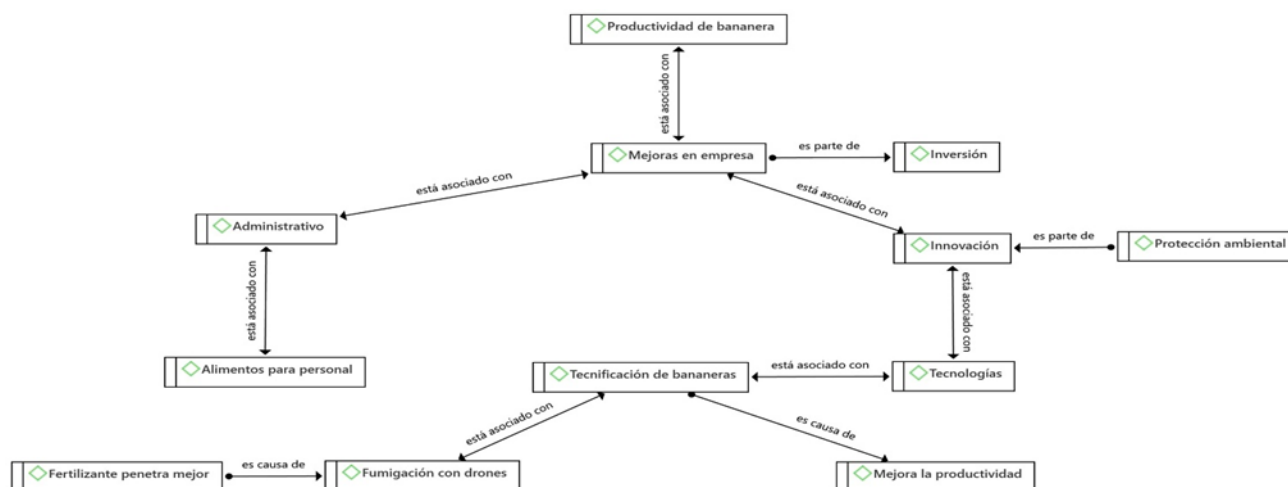 Productividad de bananera
está asociado con
Mejoras en empresa
es parte de
Inversión
está asociado con
está asociado con
Administrativo
Innovación
es parte de
Protección ambiental
está asociado con
está asociado con
Alimentos para personal
Tecnificación de bananeras
está asociado con
Tecnologías
está asociado con
es causa de
Fertilizante penetra mejor
es causa de
Fumigación con drones
Mejora la productividad